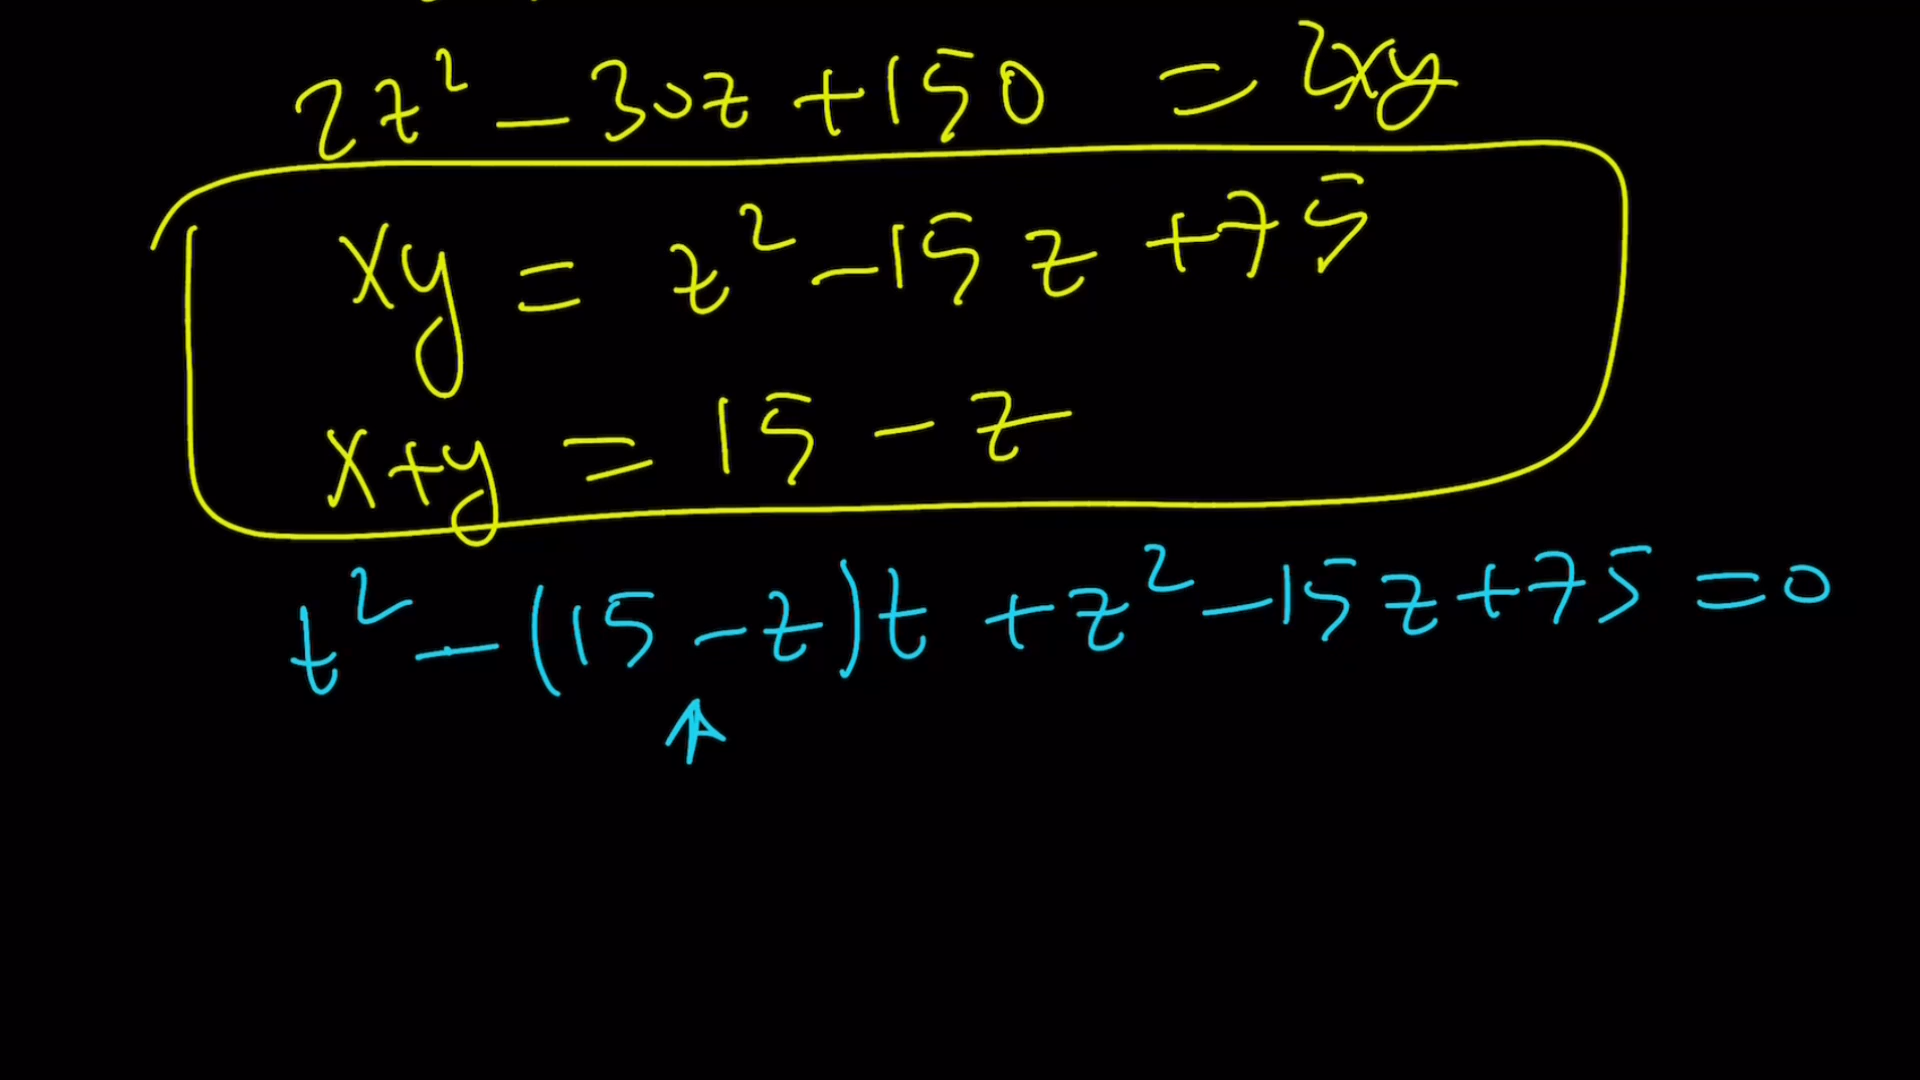 2z² - 30z + 150 = 2xy
xy = z² - 15z + 75
x+y = 15 - z
t² - (15 - z)t + z² - 15z + 75 = 0